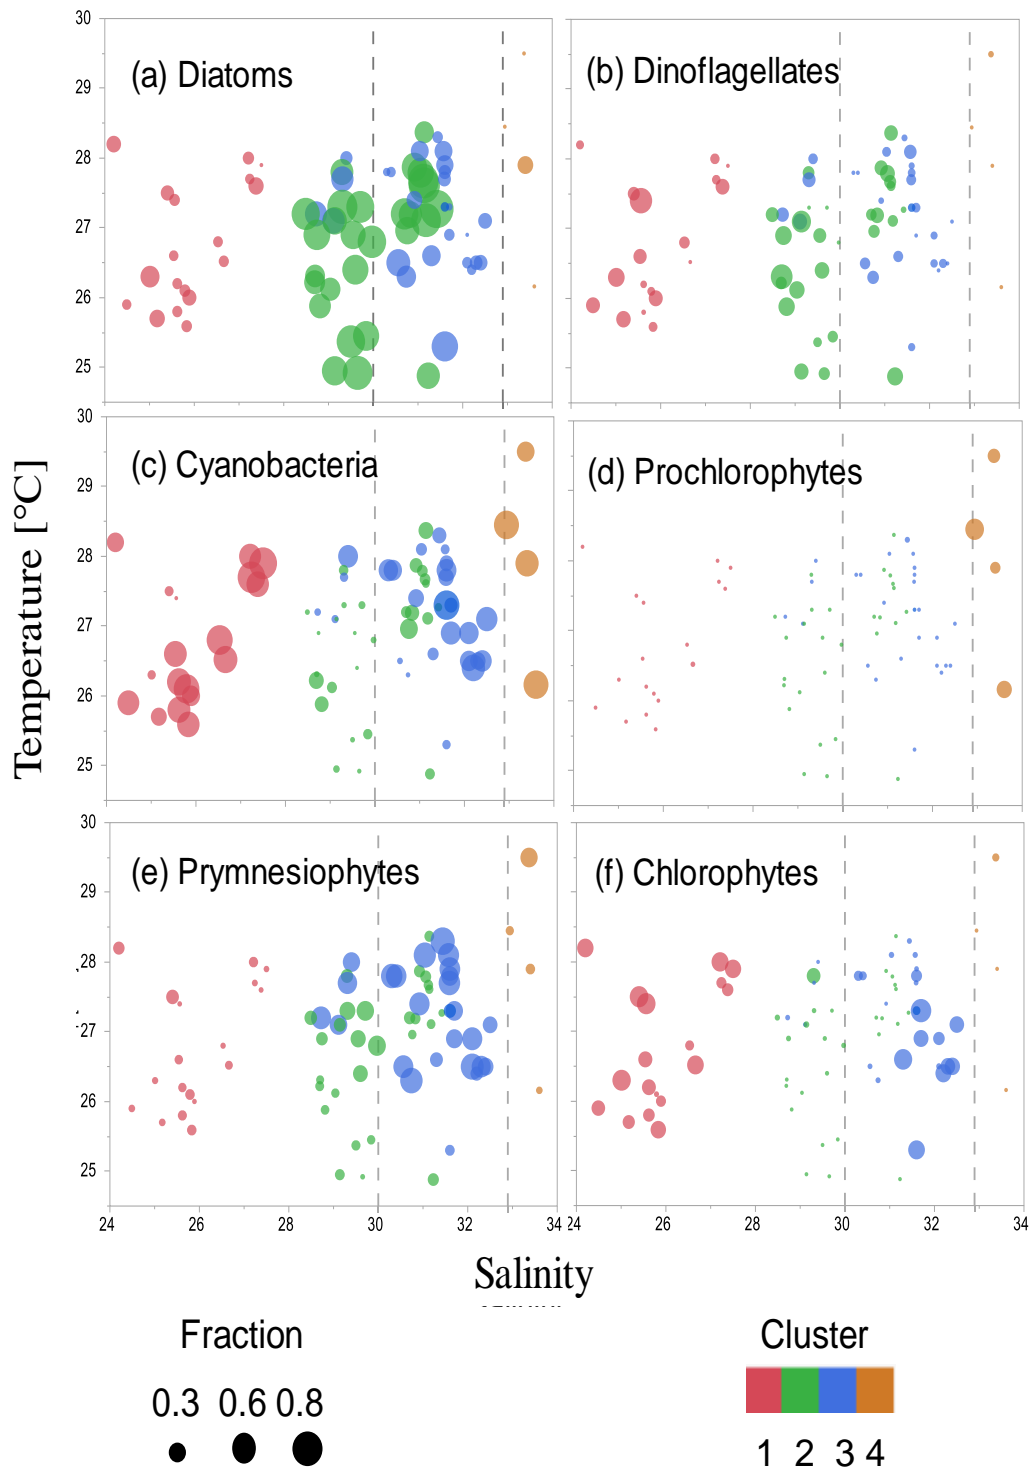 30
(a) Diatoms
(b) Dinoflagellates
29
28
27
26
25
30
(c) Cyanobacteria
(d) Prochlorophytes
29
28
27
26
25
Temperature [°C]
30
(e) Prymnesiophytes
(f) Chlorophytes
29
28
27
26
25
24 26 28 30 32 34 24 26 28 30 32 34
Salinity
Fraction
Cluster
0.3 0.6 0.8
1 2 3 4